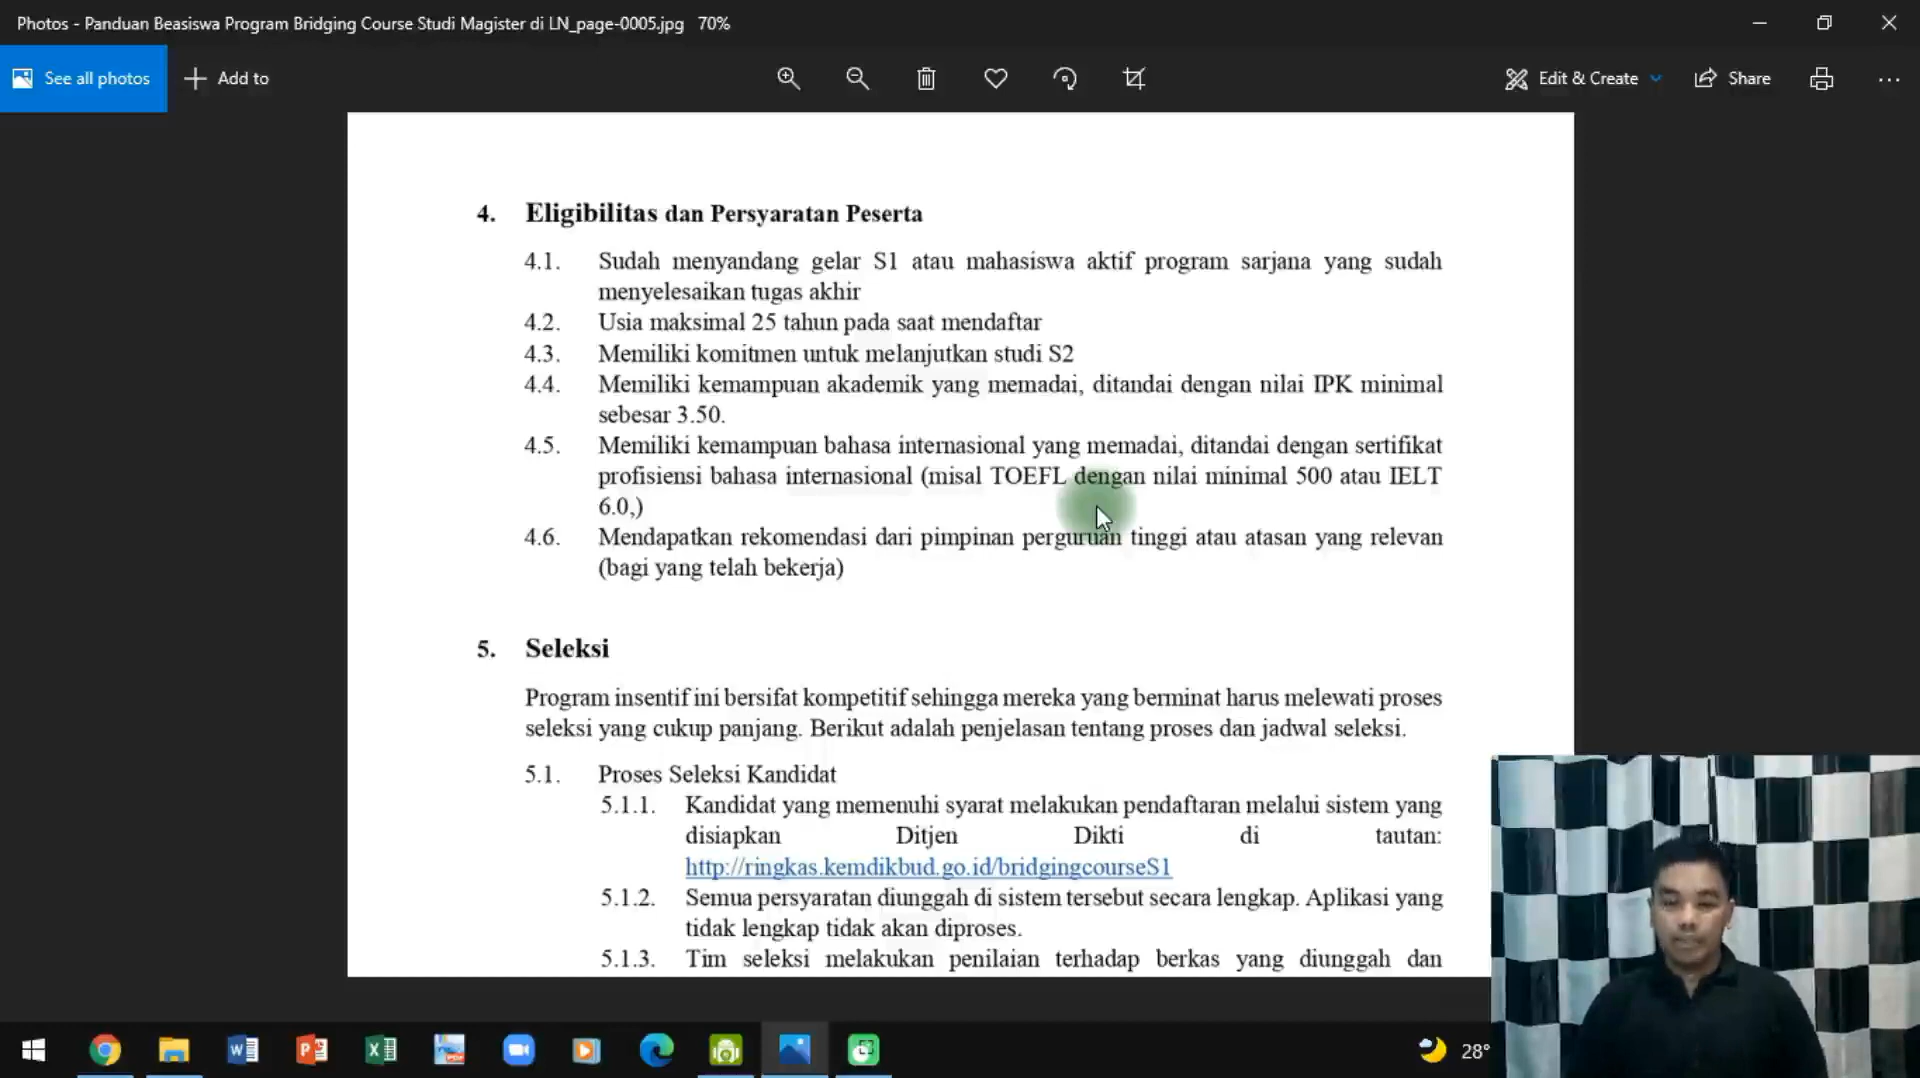 Photos - Panduan Beasiswa Program Bridging Course Studi Magister di LN_page-0005.jpg 70%
See all photos
Add to
Edit & Create
Share
4. Eligibilitas dan Persyaratan Peserta
4.1. Sudah menyandang gelar S1 atau mahasiswa aktif program sarjana yang sudah
menyelesaikan tugas akhir
4.2. Usia maksimal 25 tahun pada saat mendaftar
4.3. Memiliki komitmen untuk melanjutkan studi S2
4.4. Memiliki kemampuan akademik yang memadai, ditandai dengan nilai IPK minimal
sebesar 3.50.
4.5. Memiliki kemampuan bahasa internasional yang memadai, ditandai dengan sertifikat
profisiensi bahasa internasional (misal TOEFL dengan nilai minimal 500 atau IELT
6.0,)
4.6. Mendapatkan rekomendasi dari pimpinan perguruan tinggi atau atasan yang relevan
(bagi yang telah bekerja)
5. Seleksi
Program insentif ini bersifat kompetitif sehingga mereka yang berminat harus melewati proses
seleksi yang cukup panjang. Berikut adalah penjelasan tentang proses dan jadwal seleksi.
5.1. Proses Seleksi Kandidat
5.1.1. Kandidat yang memenuhi syarat melakukan pendaftaran melalui sistem yang
disiapkan Ditjen Dikti di tautan:
http://ringkas.kemdikbud.go.id/bridgingcourseS1
5.1.2. Semua persyaratan diunggah di sistem tersebut secara lengkap. Aplikasi yang
tidak lengkap tidak akan diproses.
5.1.3. Tim seleksi melakukan penilaian terhadap berkas yang diunggah dan
28°